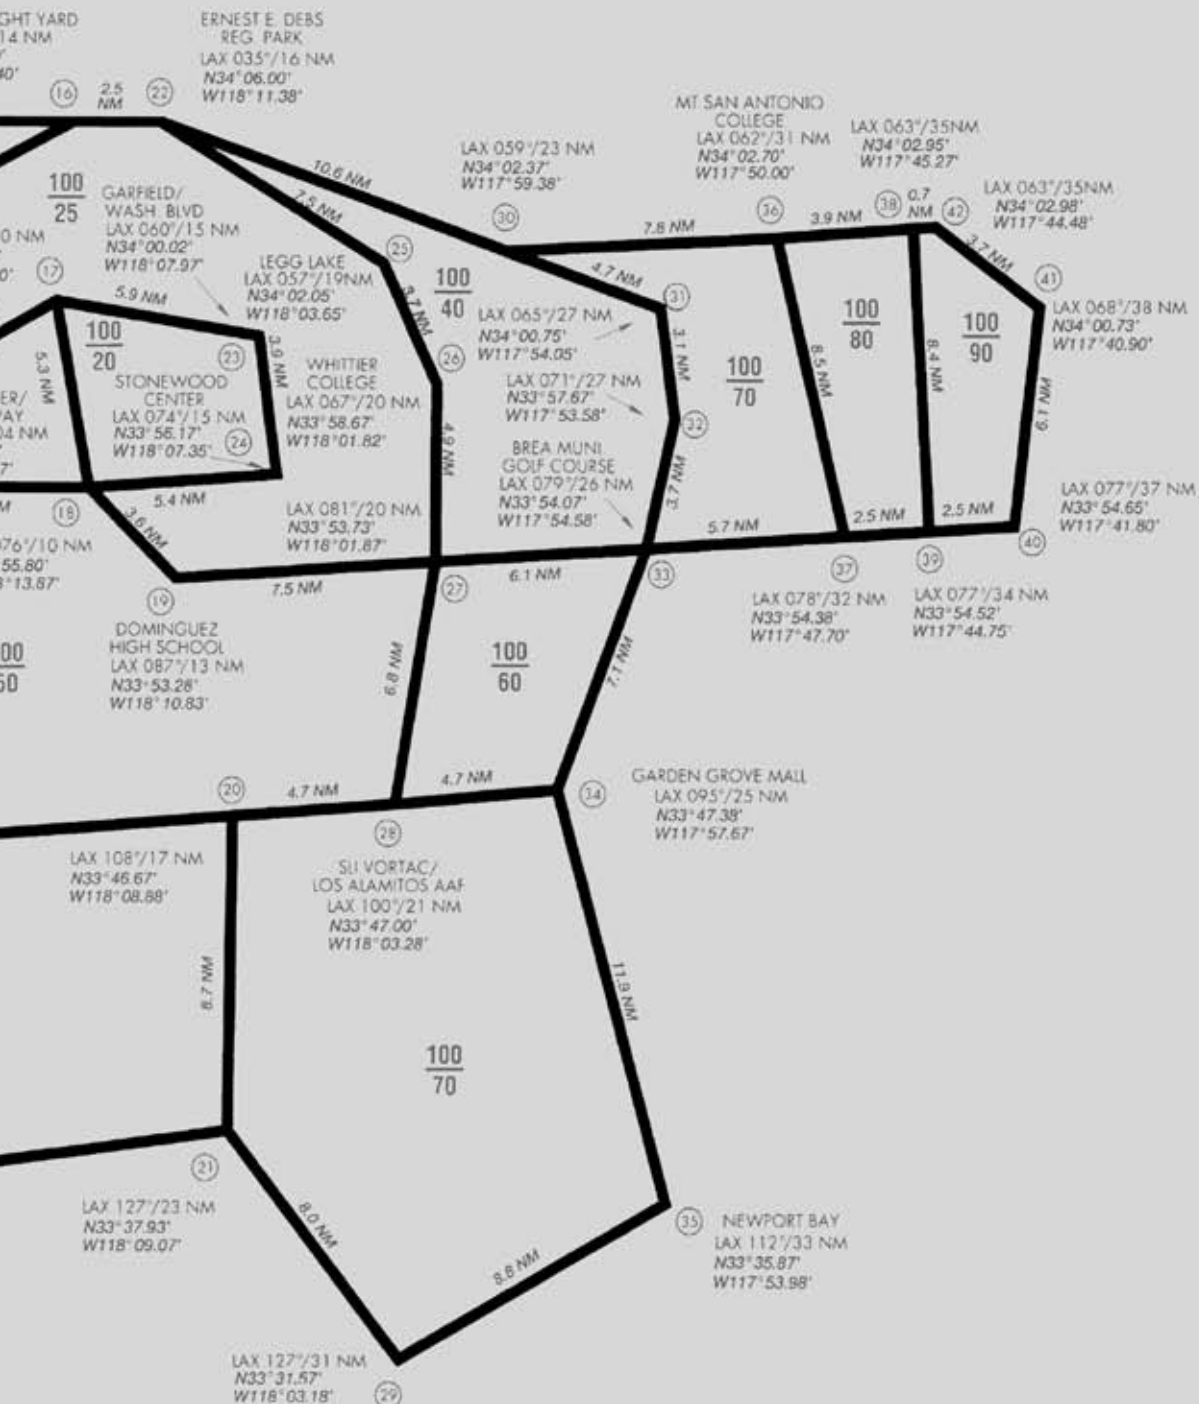 GHT YARD
14 NM
40'
ERNEST E. DEBS
REG. PARK
LAX 035°/16 NM
N34°06.00'
W118°11.38'
16
2.5
NM
22
100
25
GARFIELD/
WASH. BLVD
LAX 060°/15 NM
N34°00.02'
W118°07.97'
0 NM
0'
17
10.6 NM
7.5 NM
LAX 059°/23 NM
N34°02.37'
W117°59.38'
30
MT. SAN ANTONIO
COLLEGE
LAX 062°/31 NM
N34°02.70'
W117°50.00'
36
LAX 063°/35NM
N34°02.95'
W117°45.27'
38
0.7
NM
42
LAX 063°/35NM
N34°02.98'
W117°44.48'
7.8 NM
3.9 NM
3.7 NM
41
LAX 068°/38 NM
N34°00.73'
W117°40.90'
25
LEGG LAKE
LAX 057°/19NM
N34°02.05'
W118°03.65'
100
40
3.7 NM
4.7 NM
31
LAX 065°/27 NM
N34°00.75'
W117°54.05'
3.1 NM
5.9 NM
100
20
23
3.9 NM
5.3 NM
STONEWOOD
CENTER
LAX 074°/15 NM
N33°56.17'
W118°07.35'
24
WHITTIER
COLLEGE
LAX 067°/20 NM
N33°58.67'
W118°01.82'
26
4.9 NM
LAX 071°/27 NM
N33°57.67'
W117°53.58'
32
BREA MUNI
GOLF COURSE
LAX 079°/26 NM
N33°54.07'
W117°54.58'
3.7 NM
100
70
8.5 NM
100
80
8.4 NM
100
90
9.1 NM
ER/
WAY
04 NM
7'
M
18
5.4 NM
3.6 NM
LAX 081°/20 NM
N33°53.73'
W118°01.87'
5.7 NM
2.5 NM
2.5 NM
LAX 077°/37 NM
N33°54.65'
W117°41.80'
40
076°/10 NM
55.80'
8°13.87'
19
7.5 NM
27
6.1 NM
33
37
39
LAX 078°/32 NM
N33°54.38'
W117°47.70'
LAX 077°/34 NM
N33°54.52'
W117°44.75'
DOMINGUEZ
HIGH SCHOOL
LAX 087°/13 NM
N33°53.28'
W118°10.83'
00
50
6.8 NM
100
60
7.1 NM
20
4.7 NM
4.7 NM
28
34
GARDEN GROVE MALL
LAX 095°/25 NM
N33°47.38'
W117°57.67'
LAX 108°/17 NM
N33°46.67'
W118°08.88'
SLI VORTAC/
LOS ALAMITOS AAF
LAX 100°/21 NM
N33°47.00'
W118°03.28'
8.7 NM
11.9 NM
100
70
21
LAX 127°/23 NM
N33°37.93'
W118°09.07'
8.0 NM
8.8 NM
35
NEWPORT BAY
LAX 112°/33 NM
N33°35.87'
W117°53.98'
LAX 127°/31 NM
N33°31.57'
W118°03.18'
29